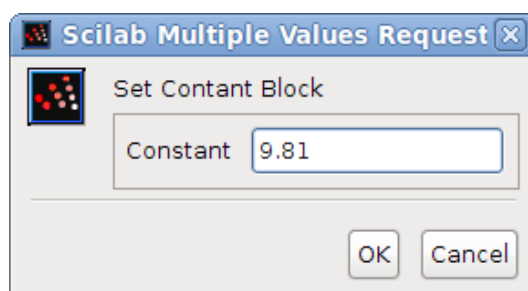 Scilab Multiple Values Request
Set Contant Block
Constant 9.81
OK Cancel